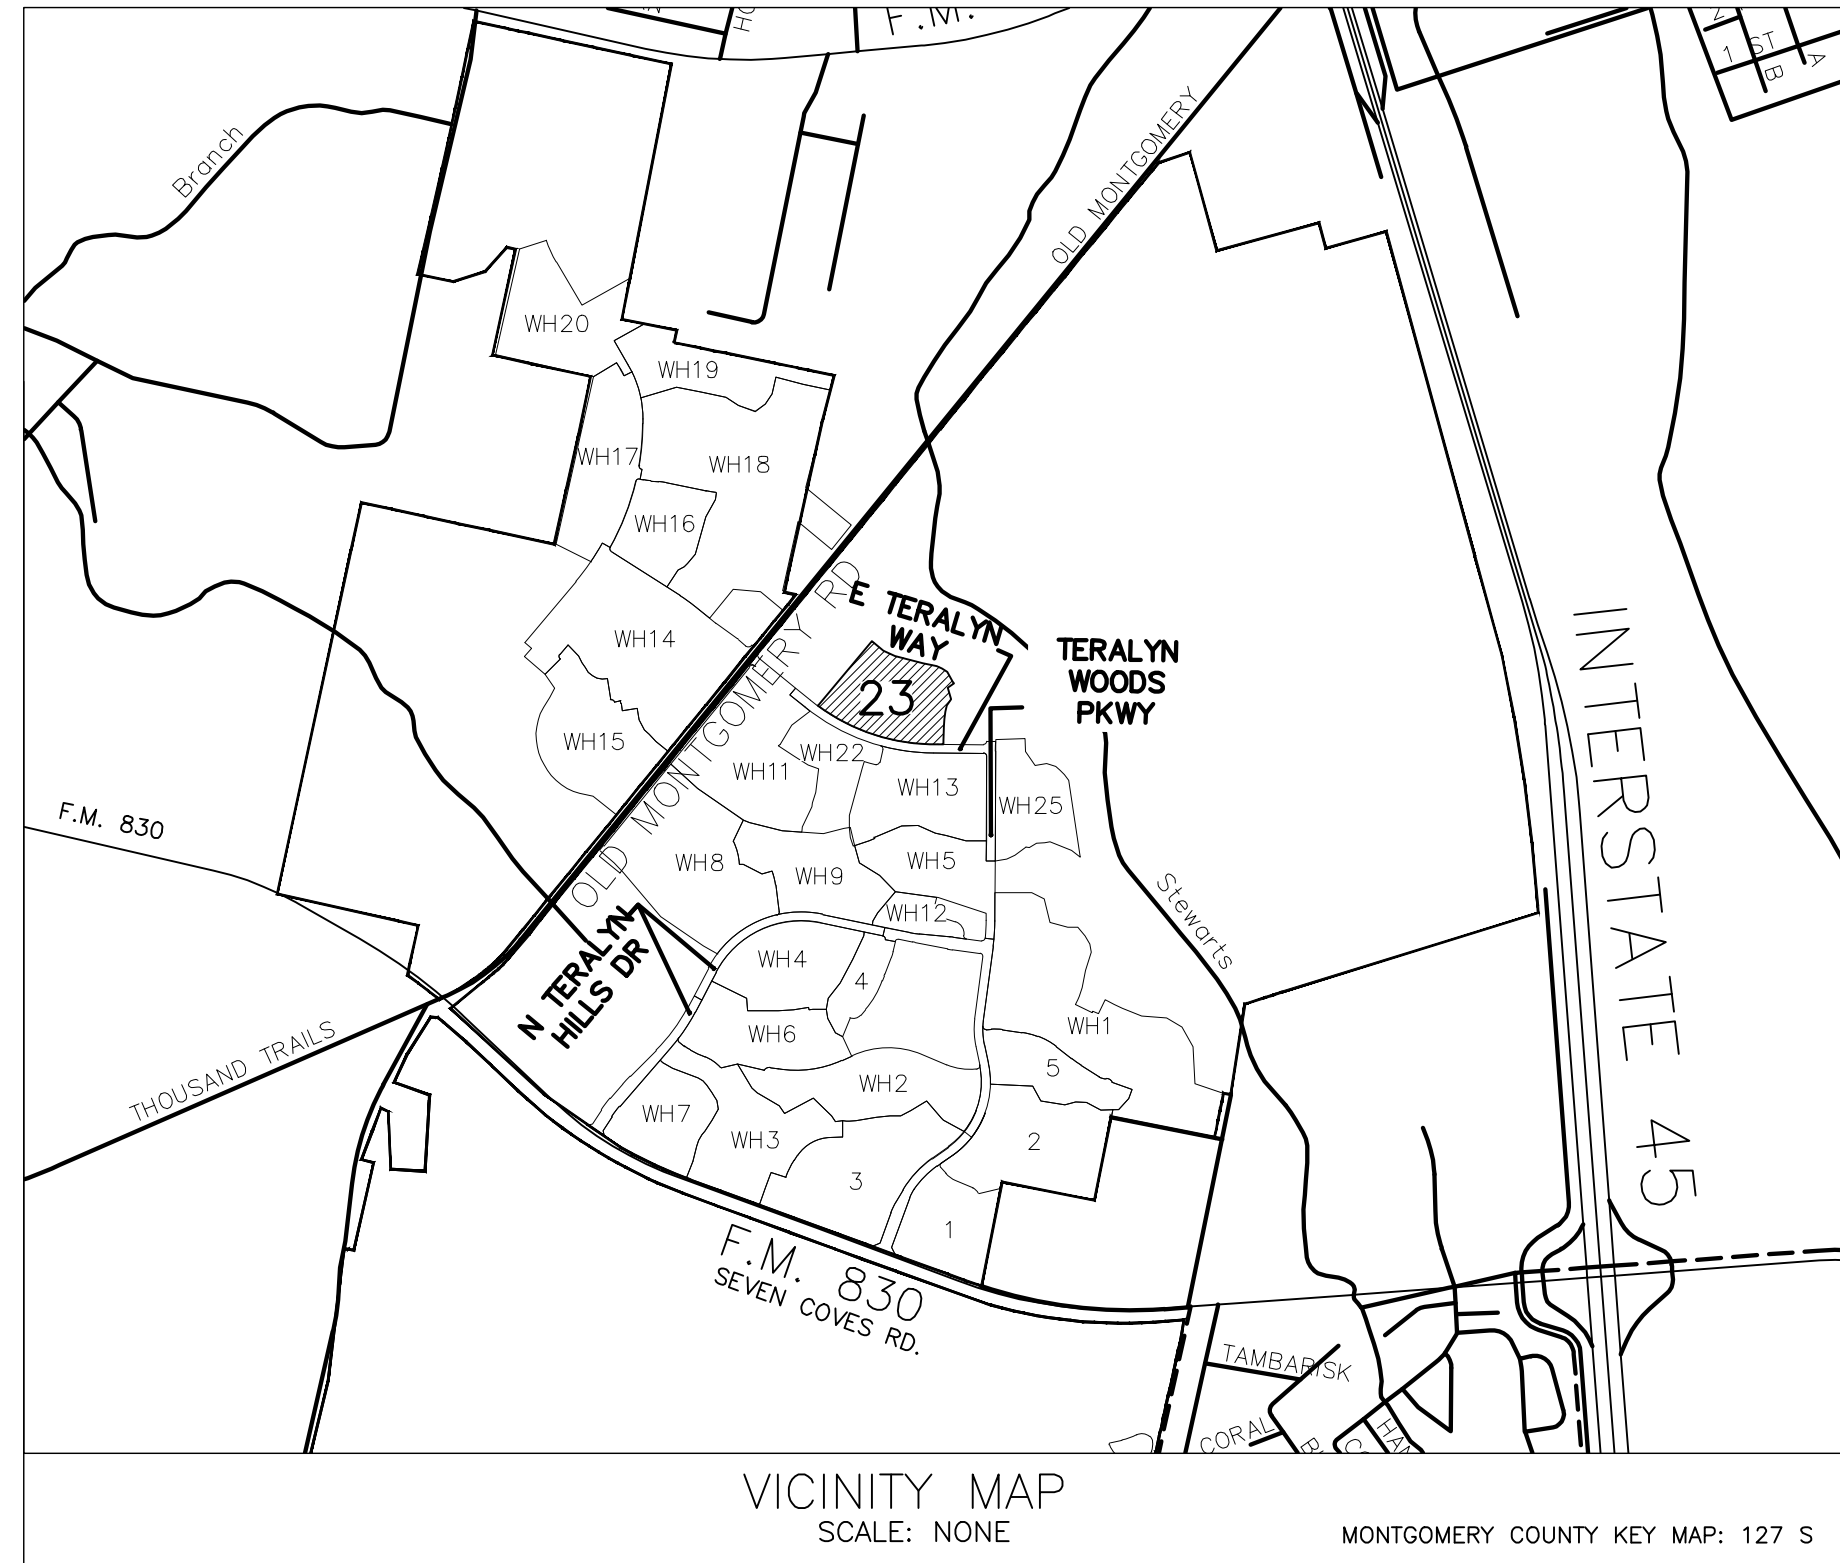 F.M.
2
1
ST
B
A
Branch
OLD MONTGOMERY
WH20
WH19
WH17
WH18
WH16
E TERALYN
WAY
TERALYN
WOODS
PKWY
WH14
23
WH15
WH22
WH11
WH13
WH25
OLD MONTGOMERY RD
INTERSTATE 45
F.M. 830
WH8
WH9
WH5
WH12
Stewarts
N TERALYN
HILLS DR
WH4
4
WH6
WH1
THOUSAND TRAILS
5
WH2
WH7
WH3
2
3
1
F.M. 830
SEVEN COVES RD.
TAMBARISK
CORAL
VICINITY MAP
SCALE: NONE
MONTGOMERY COUNTY KEY MAP: 127 S